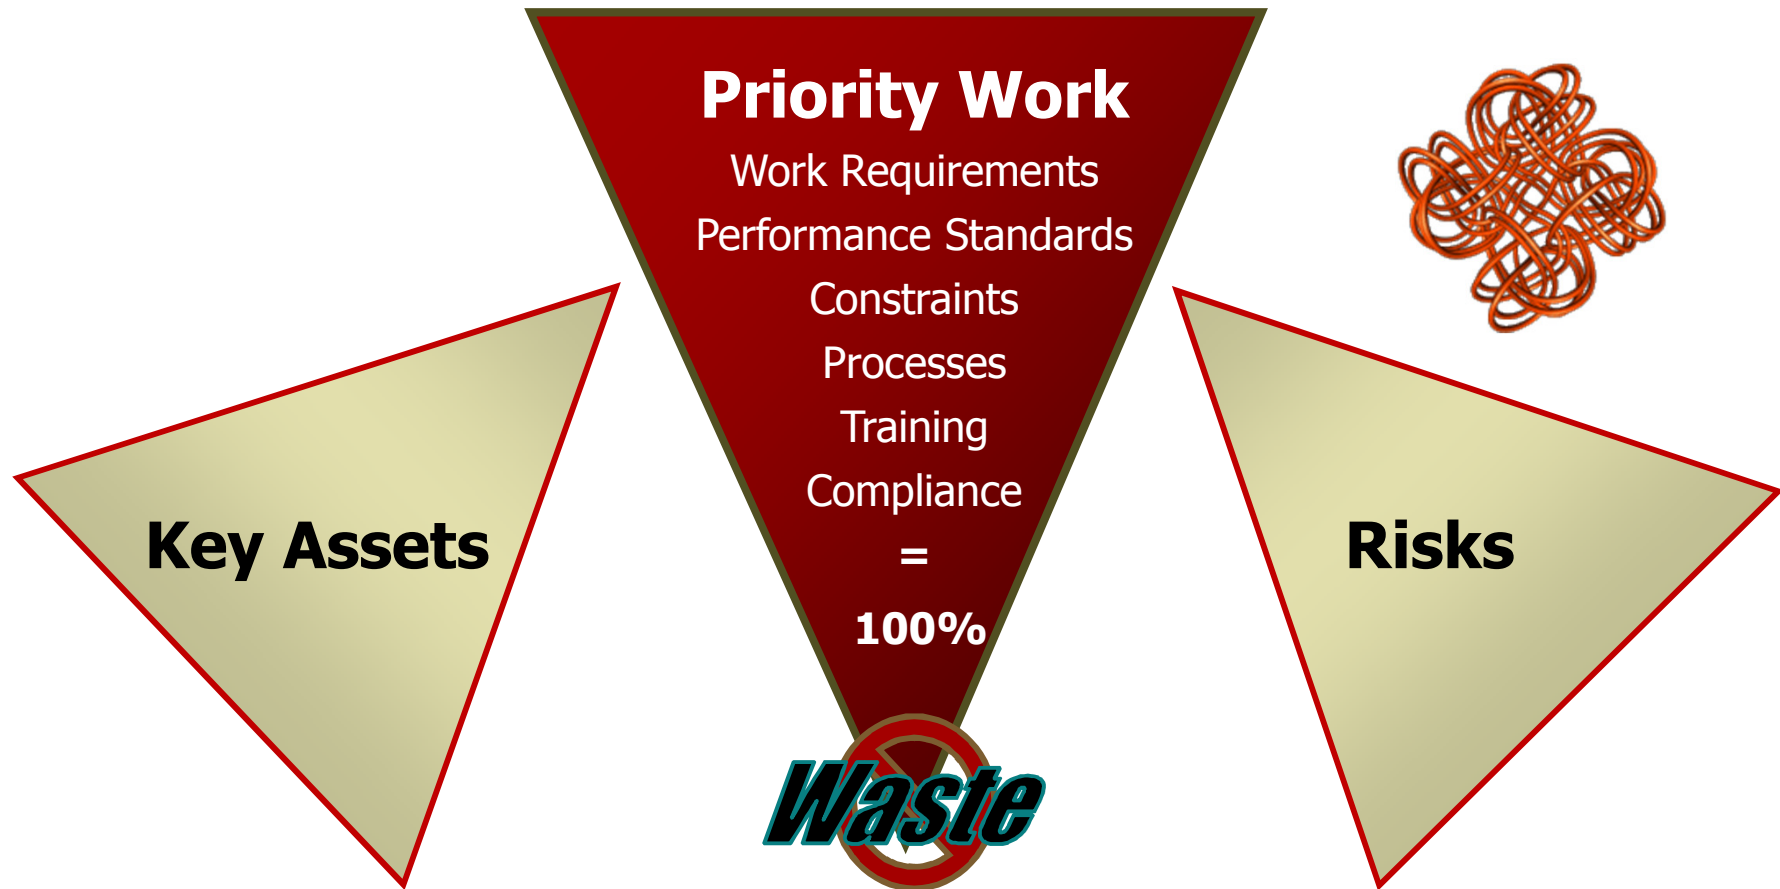 Priority Work
Work Requirements
Performance Standards
Constraints
Processes
Training
Compliance
=
100%
Key Assets
Risks
Waste